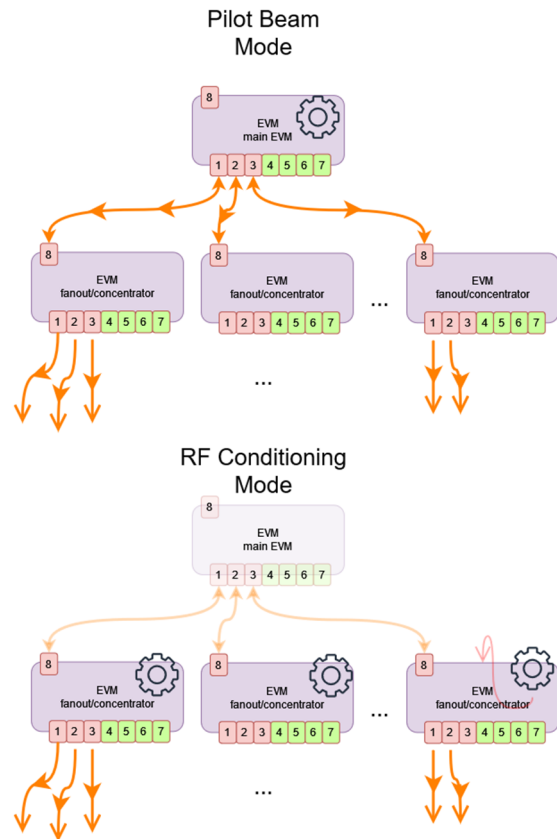 Pilot Beam
Mode
8
EVM
main EVM
1 2 3 4 5 6 7
8 8 8
EVM EVM EVM
fanout/concentrator fanout/concentrator ... fanout/concentrator
1 2 3 4 5 6 7 1 2 3 4 5 6 7 1 2 3 4 5 6 7
...
RF Conditioning
Mode
8
EVM
main EVM
1 2 3 4 5 6 7
8 8 8
EVM EVM EVM
fanout/concentrator fanout/concentrator ... fanout/concentrator
1 2 3 4 5 6 7 1 2 3 4 5 6 7 1 2 3 4 5 6 7
...